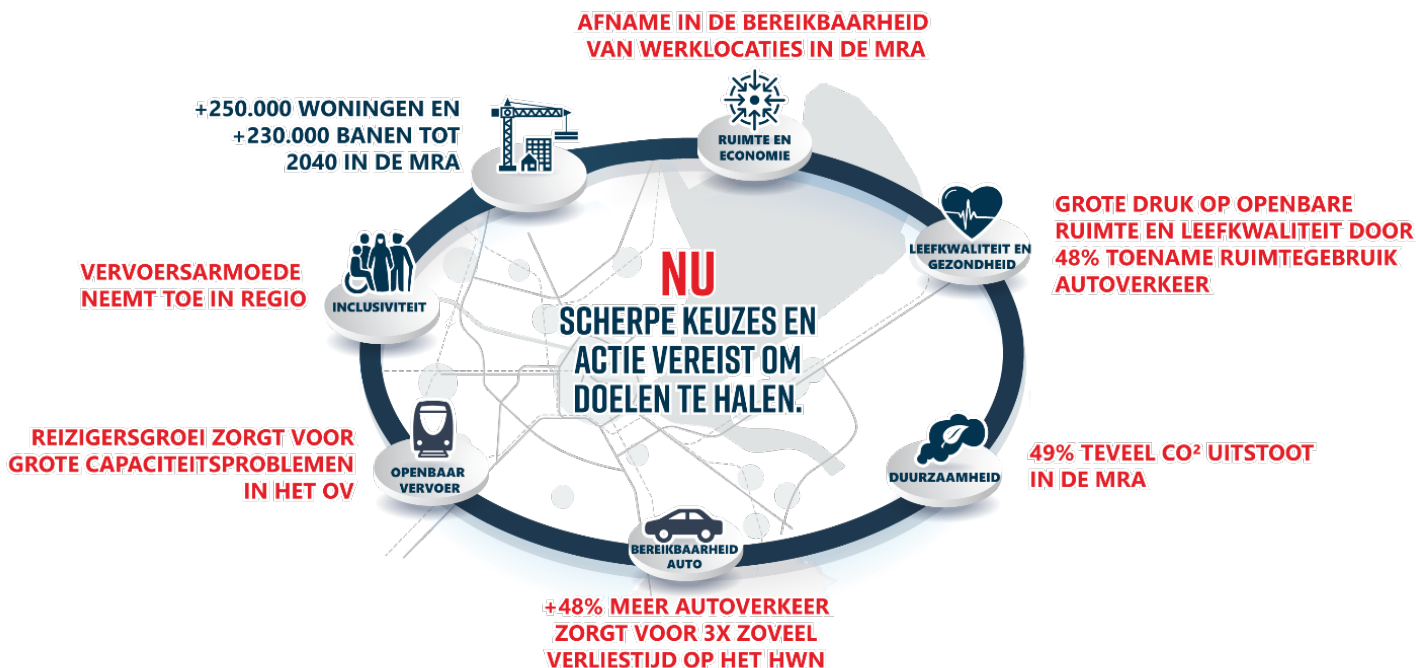 AFNAME IN DE BEREIKBAARHEID
VAN WERKLOCATIES IN DE MRA
RUIMTE EN
ECONOMIE
+250.000 WONINGEN EN
+230.000 BANEN TOT
2040 IN DE MRA
GROTE DRUK OP OPENBARE
RUIMTE EN LEEFKWALITEIT DOOR
48% TOENAME RUIMTEGEBRUIK
AUTOVERKEER
LEEFKWALITEIT EN
GEZONDHEID
VERVOERSARMOEDE
NEEMT TOE IN REGIO
INCLUSIVITEIT
NU
SCHERPE KEUZES EN
ACTIE VEREIST OM
DOELEN TE HALEN.
REIZIGERSGROEI ZORGT VOOR
GROTE CAPACITEITSPROBLEMEN
IN HET OV
OPENBAAR
VERVOER
DUURZAAMHEID
49% TEVEEL CO² UITSTOOT
IN DE MRA
BEREIKBAARHEID
AUTO
+48% MEER AUTOVERKEER
ZORGT VOOR 3X ZOVEEL
VERLIESTIJD OP HET HWN